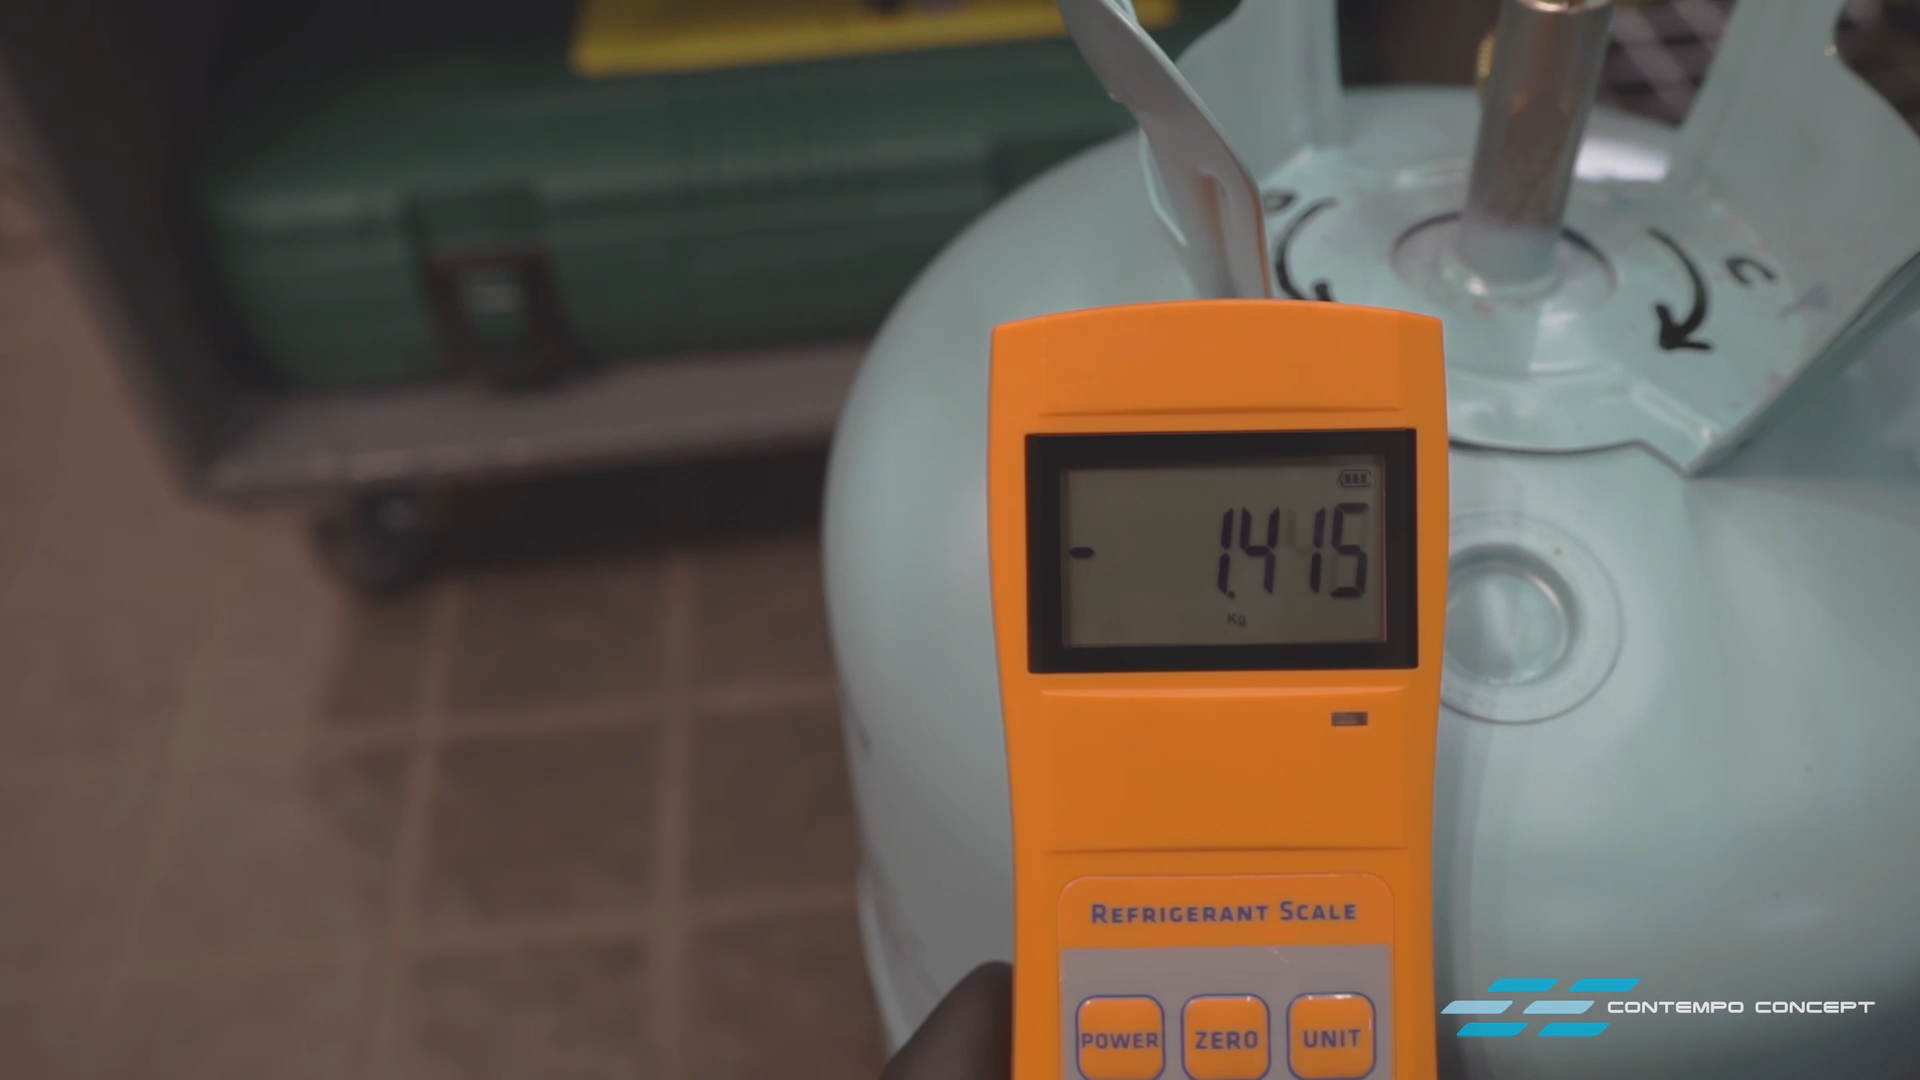 C
- 1.415
Kg
REFRIGERANT SCALE
POWER
ZERO
UNIT
CONTEMPO CONCEPT